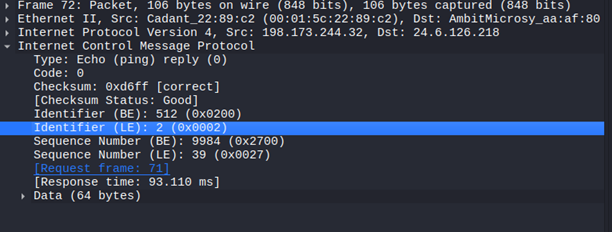 Frame 72: Packet, 106 bytes on wire (848 bits), 106 bytes captured (848 bits)
Ethernet II, Src: Cadant_22:89:c2 (00:01:5c:22:89:c2), Dst: AmbitMicrosy_aa:af:80
Internet Protocol Version 4, Src: 198.173.244.32, Dst: 24.6.126.218
Internet Control Message Protocol
Type: Echo (ping) reply (0)
Code: 0
Checksum: 0xd6ff [correct]
[Checksum Status: Good]
Identifier (BE): 512 (0x0200)
Identifier (LE): 2 (0x0002)
Sequence Number (BE): 9984 (0x2700)
Sequence Number (LE): 39 (0x0027)
[Request frame: 71]
[Response time: 93.110 ms]
Data (64 bytes)